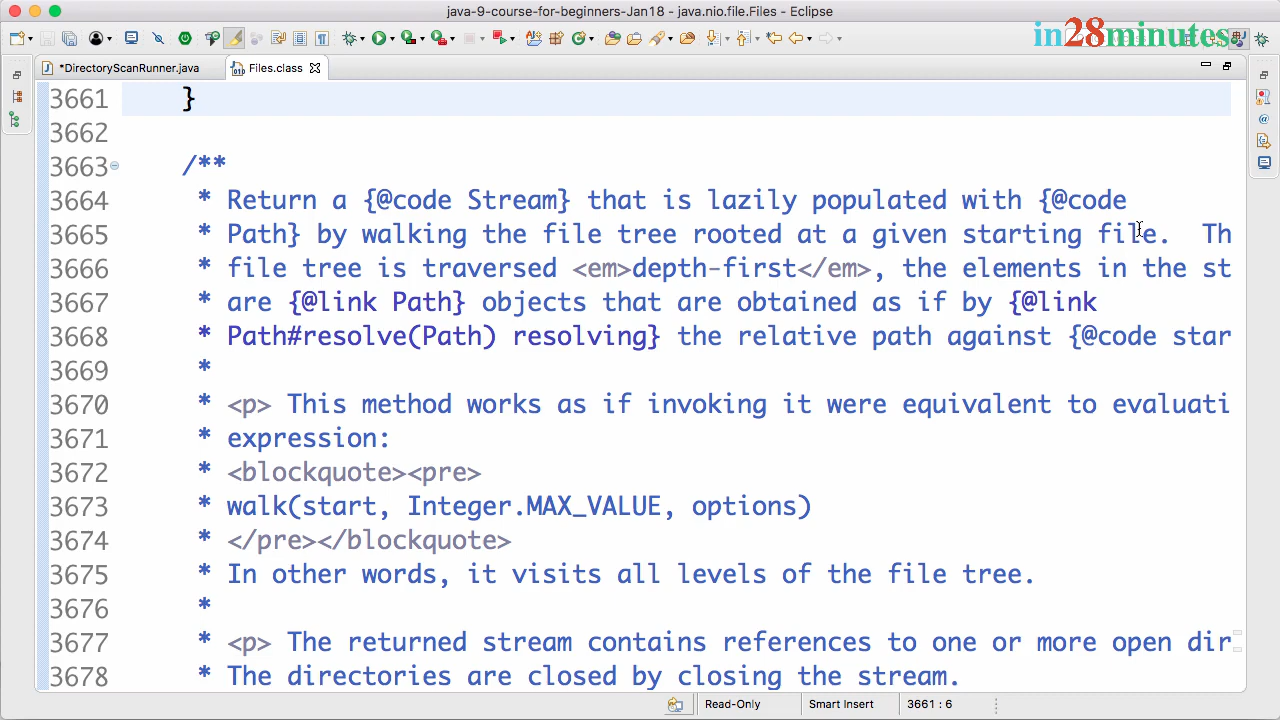 java-9-course-for-beginners-Jan18 - java.nio.file.Files - Eclipse
in28minutes
*DirectoryScanRunner.java
Files.class
3661 }
3662
3663 /**
3664 * Return a {@code Stream} that is lazily populated with {@code
3665 * Path} by walking the file tree rooted at a given starting file. Th
3666 * file tree is traversed <em>depth-first</em>, the elements in the st
3667 * are {@link Path} objects that are obtained as if by {@link
3668 * Path#resolve(Path) resolving} the relative path against {@code star
3669 *
3670 * <p> This method works as if invoking it were equivalent to evaluati
3671 * expression:
3672 * <blockquote><pre>
3673 * walk(start, Integer.MAX_VALUE, options)
3674 * </pre></blockquote>
3675 * In other words, it visits all levels of the file tree.
3676 *
3677 * <p> The returned stream contains references to one or more open dir
3678 * The directories are closed by closing the stream.
Read-Only
Smart Insert
3661 : 6